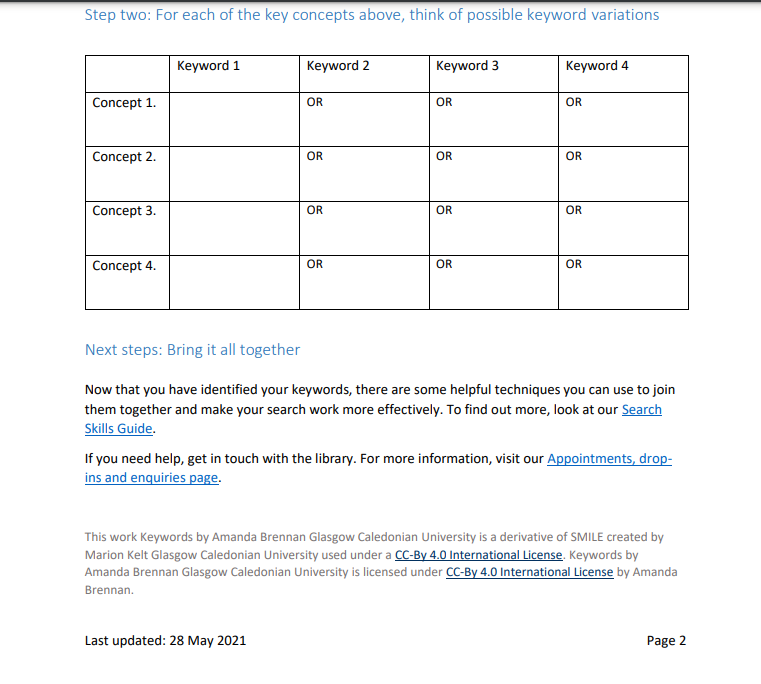 Step two: For each of the key concepts above, think of possible keyword variations
Keyword 1 Keyword 2 Keyword 3 Keyword 4
Concept 1. OR OR OR
Concept 2. OR OR OR
Concept 3. OR OR OR
Concept 4. OR OR OR
Next steps: Bring it all together
Now that you have identified your keywords, there are some helpful techniques you can use to join
them together and make your search work more effectively. To find out more, look at our Search
Skills Guide.
If you need help, get in touch with the library. For more information, visit our Appointments, drop-
ins and enquiries page.
This work Keywords by Amanda Brennan Glasgow Caledonian University is a derivative of SMILE created by
Marion Kelt Glasgow Caledonian University used under a CC-By 4.0 International License. Keywords by
Amanda Brennan Glasgow Caledonian University is licensed under CC-By 4.0 International License by Amanda
Brennan.
Last updated: 28 May 2021 Page 2